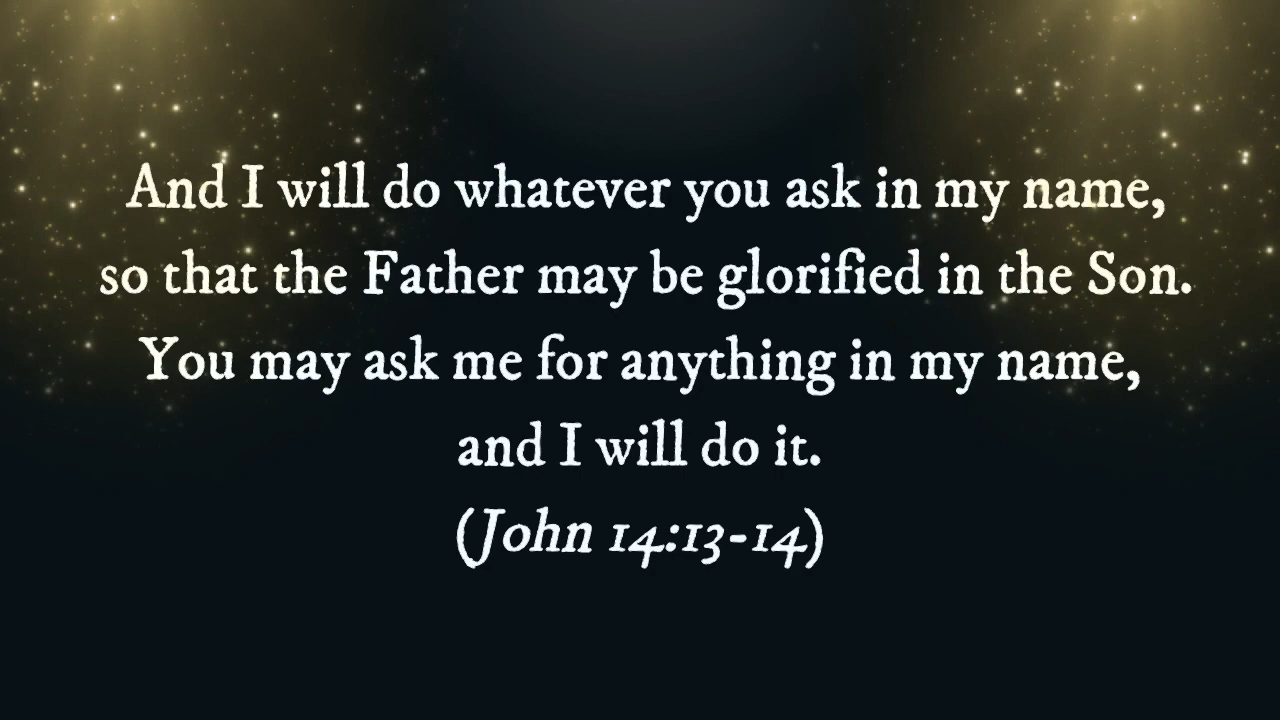 And I will do whatever you ask in my name,
so that the Father may be glorified in the Son.
You may ask me for anything in my name,
and I will do it.
(John 14:13-14)